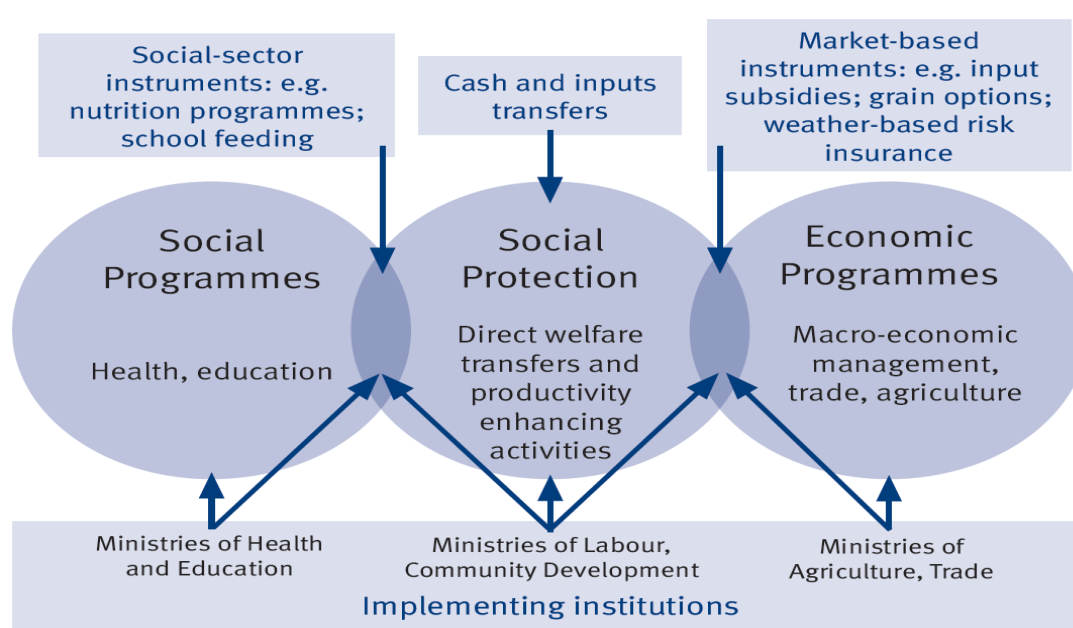 Social-sector
instruments: e.g.
nutrition programmes;
school feeding
Cash and inputs
transfers
Market-based
instruments: e.g. input
subsidies; grain options;
weather-based risk
insurance
Social
Programmes
Health, education
Social
Protection
Direct welfare
transfers and
productivity
enhancing
activities
Economic
Programmes
Macro-economic
management,
trade, agriculture
Ministries of Health
and Education
Ministries of Labour,
Community Development
Ministries of
Agriculture, Trade
Implementing institutions